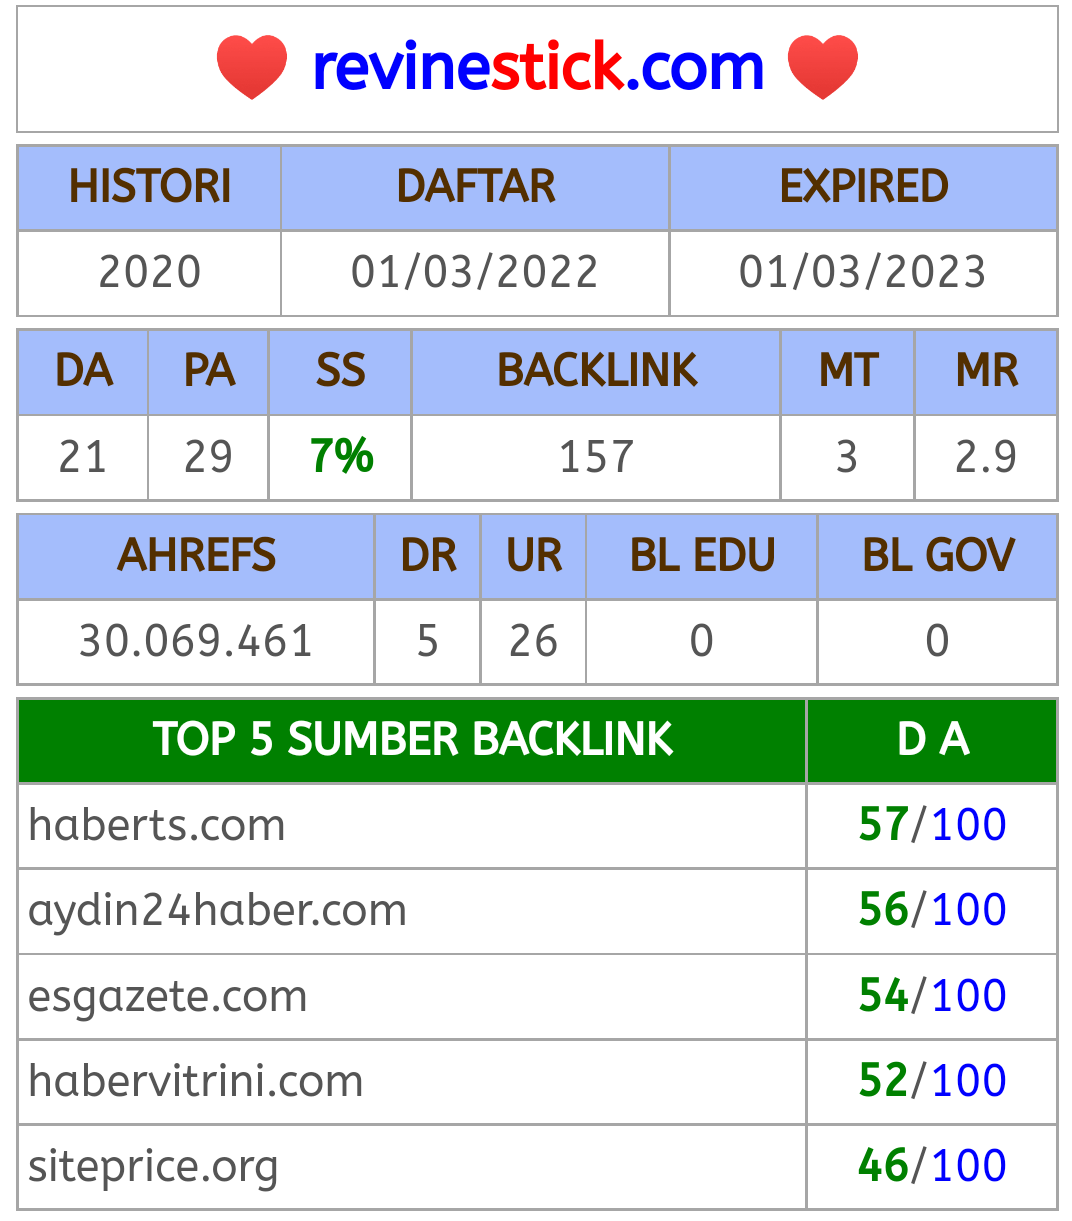 revinestick.com
HISTORI DAFTAR EXPIRED
2020 01/03/2022 01/03/2023
DA PA SS BACKLINK MT MR
21 29 7% 157 3 2.9
AHREFS DR UR BL EDU BL GOV
30.069.461 5 26 0 0
TOP 5 SUMBER BACKLINK D A
haberts.com 57/100
aydin24haber.com 56/100
esgazete.com 54/100
habervitrini.com 52/100
siteprice.org 46/100